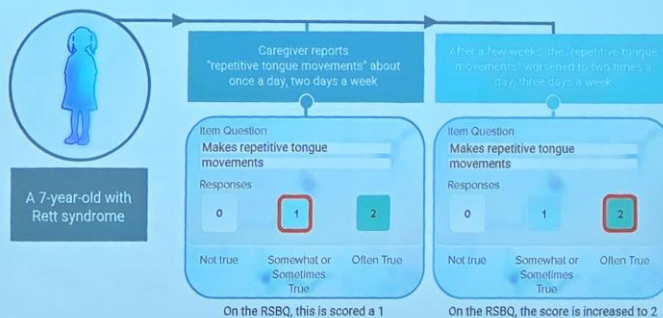 Caregiver reports
"repetitive tongue movements" about
once a day, two days a week
After a few weeks, the "repetitive tongue
movements" worsened to two times a
day, three days a week
A 7-year-old with
Rett syndrome
Item Question
Makes repetitive tongue
movements
Responses
0 1 2
Not true Somewhat or Often True
Sometimes
True
On the RSBQ, this is scored a 1
Item Question
Makes repetitive tongue
movements
Responses
0 1 2
Not true Somewhat or Often True
Sometimes
True
On the RSBQ, the score is increased to 2